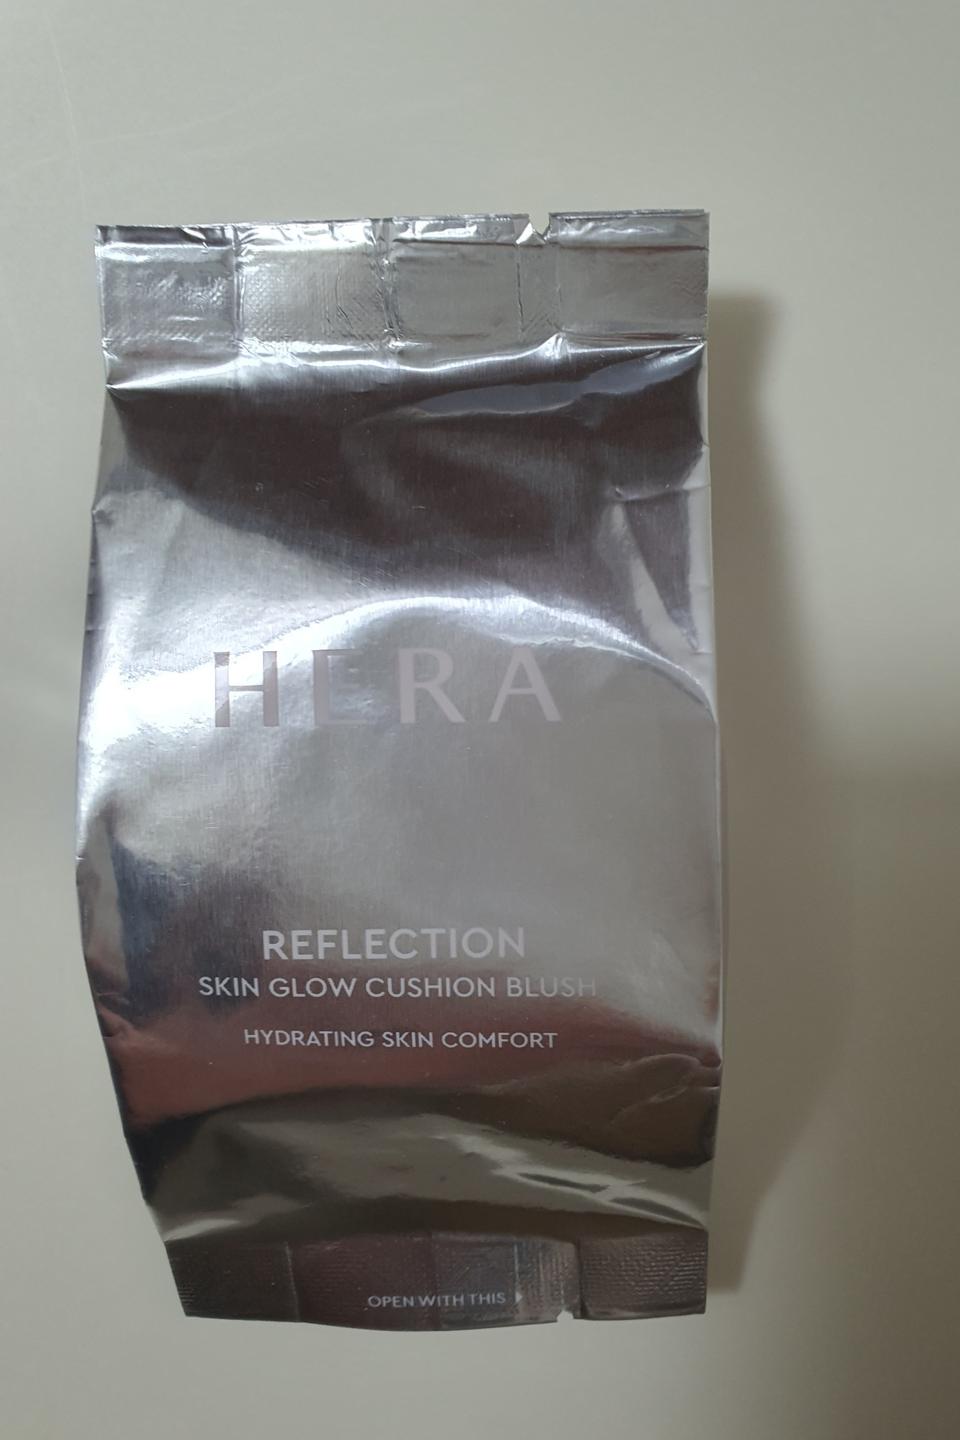 HERA
REFLECTION
SKIN GLOW CUSHION BLUSH
HYDRATING SKIN COMFORT
OPEN WITH THIS